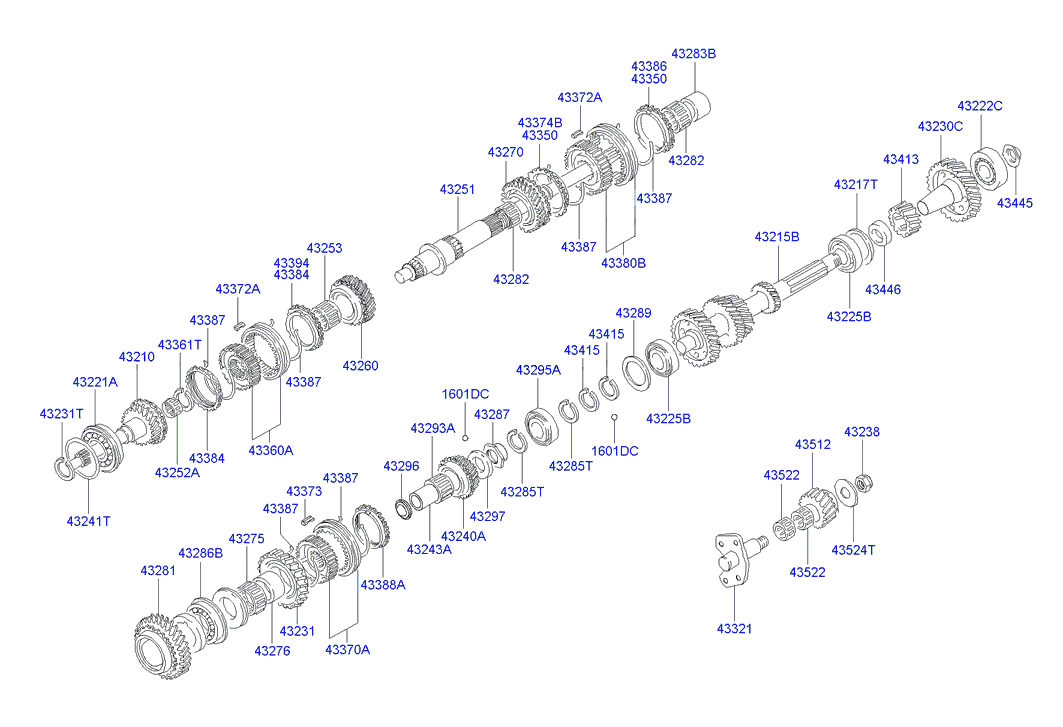 43283B
43386
43350
43372A
43222C
43374B
43350
43230C
43270
43282
43413
43251
43217T
43387
43445
43215B
43387
43253
43380B
43394
43384
43282
43372A
43446
43289
43225B
43387
43415
43361T
43415
43210
43260
43295A
43221A
43387
1601DC
43231T
43287
43225B
43293A
43238
43512
43360A
1601DC
43384
43296
43285T
43252A
43522
43387
43373
43285T
43387
43297
43241T
43240A
43275
43243A
43524T
43286B
43281
43522
43388A
43231
43321
43276
43370A